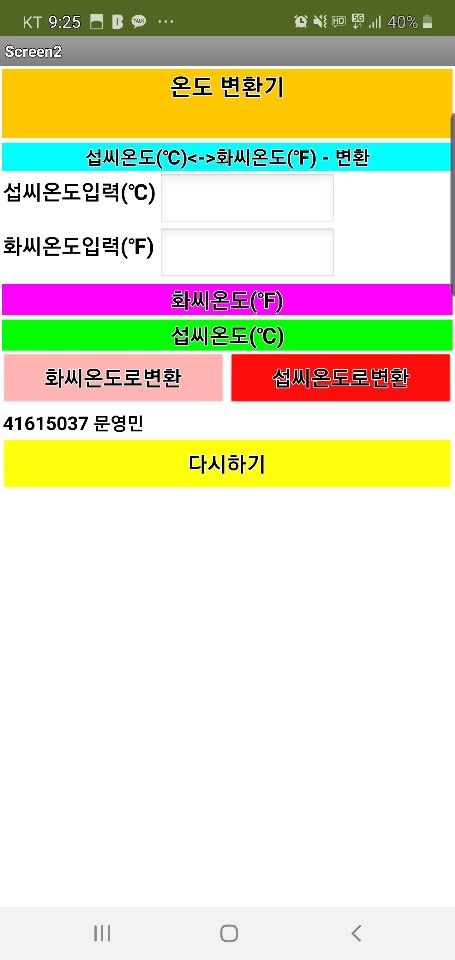 KT 9:25 TALK ... HD 5G 40%
Screen2
온도 변환기
섭씨온도(℃)<->화씨온도(℉) - 변환
섭씨온도입력(℃)
화씨온도입력(℉)
화씨온도(℉)
섭씨온도(℃)
화씨온도로변환 섭씨온도로변환
41615037 문영민
다시하기